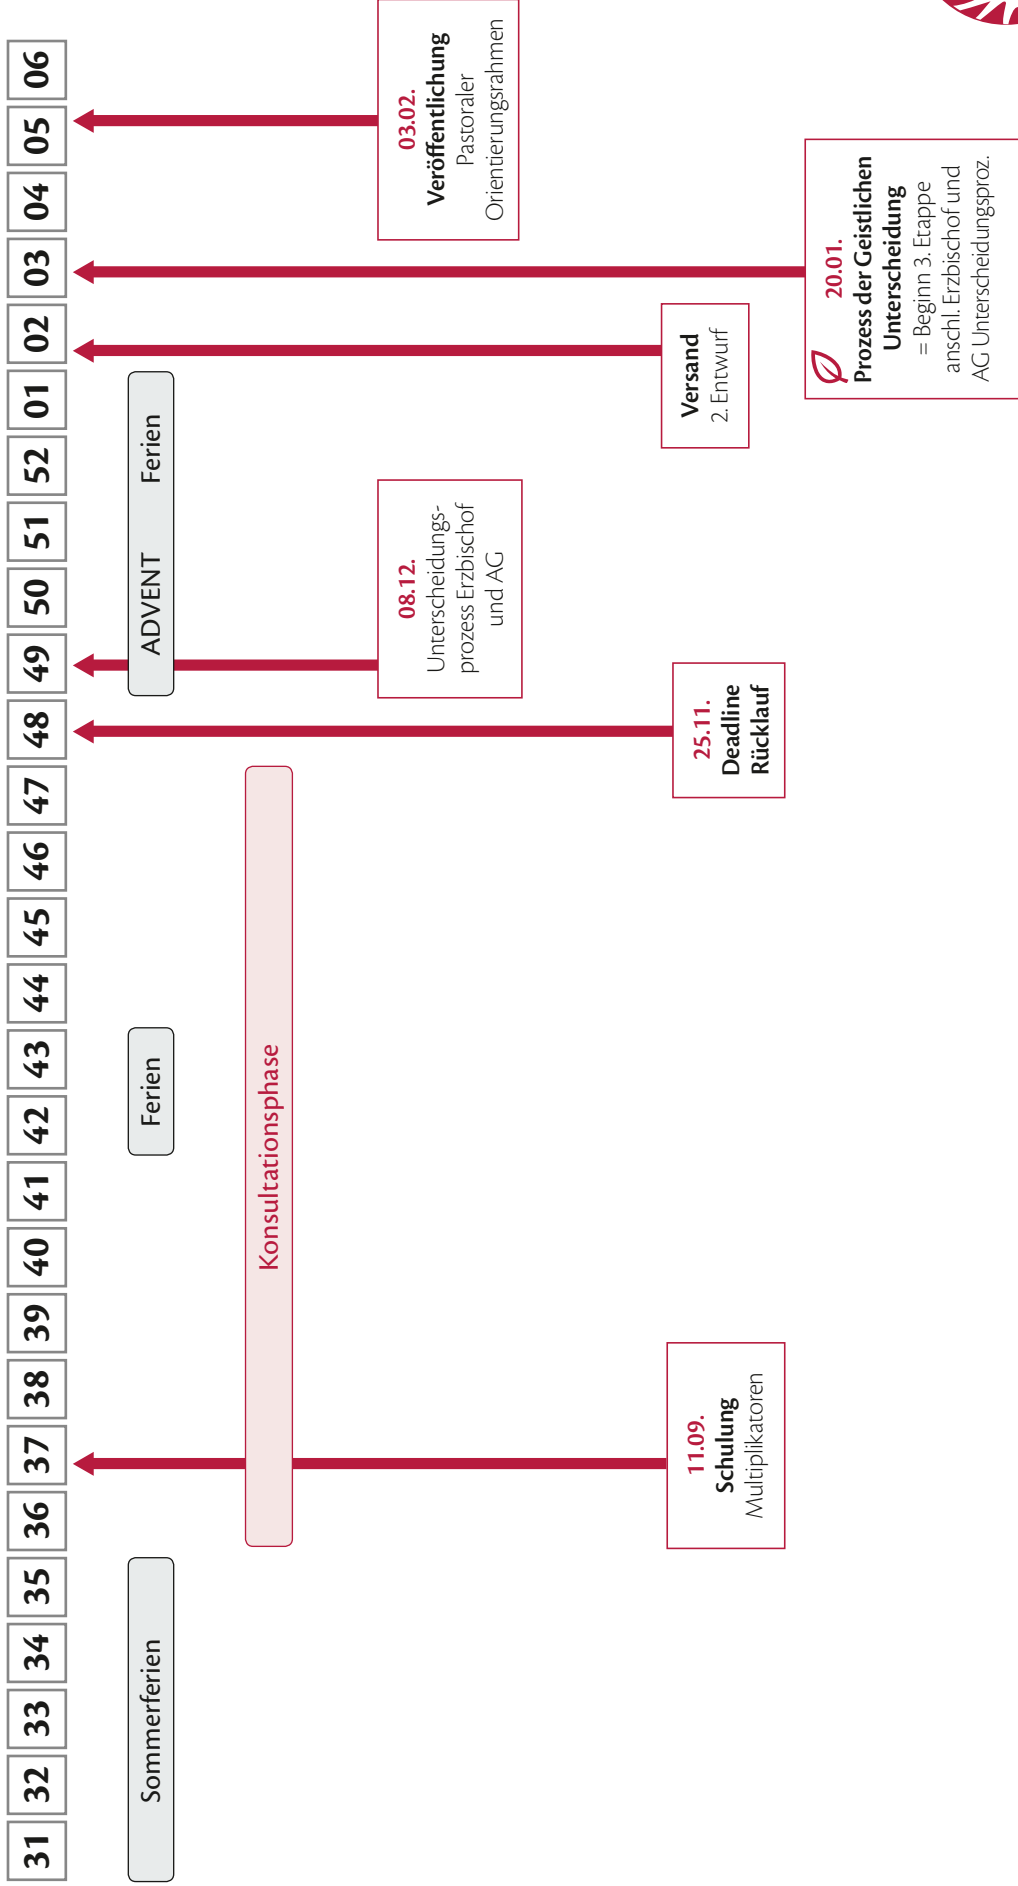 31 32 33 34 35 36 37 38 39 40 41 42 43 44 45 46 47 48 49 50 51 52 01 02 03 04 05 06
Sommerferien
Ferien
ADVENT Ferien
Konsultationsphase
11.09.
Schulung
Multiplikatoren
25.11.
Deadline
Rücklauf
08.12.
Unterscheidungs-
prozess Erzbischof
und AG
Versand
2. Entwurf
20.01.
Prozess der Geistlichen
Unterscheidung
= Beginn 3. Etappe
anschl. Erzbischof und
AG Unterscheidungsproz.
03.02.
Veröffentlichung
Pastoraler
Orientierungsrahmen